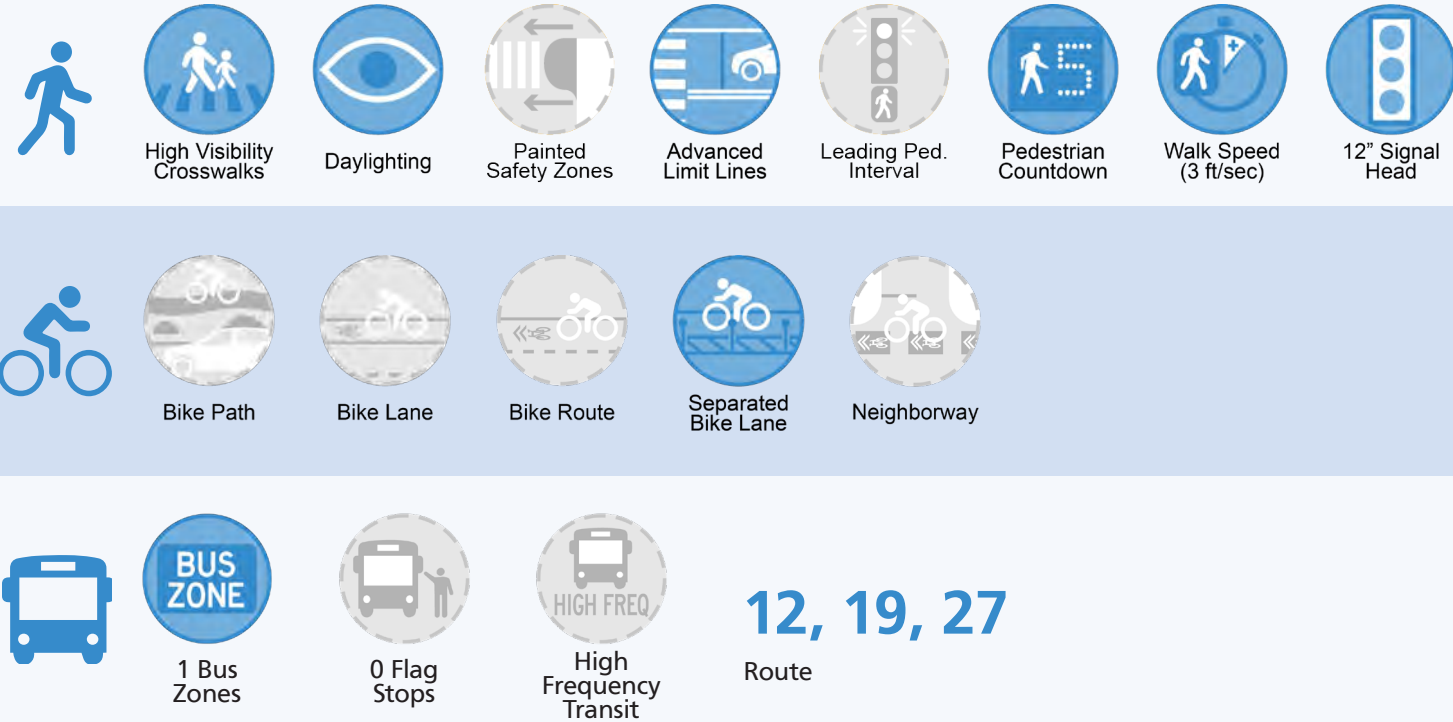 5
High Visibility
Crosswalks
Daylighting
Painted
Safety Zones
Advanced
Limit Lines
Leading Ped.
Interval
Pedestrian
Countdown
Walk Speed
(3 ft/sec)
12” Signal
Head
Bike Path
Bike Lane
Bike Route
Separated
Bike Lane
Neighborway
BUS
ZONE
1 Bus
Zones
0 Flag
Stops
HIGH FREQ
High
Frequency
Transit
12, 19, 27
Route